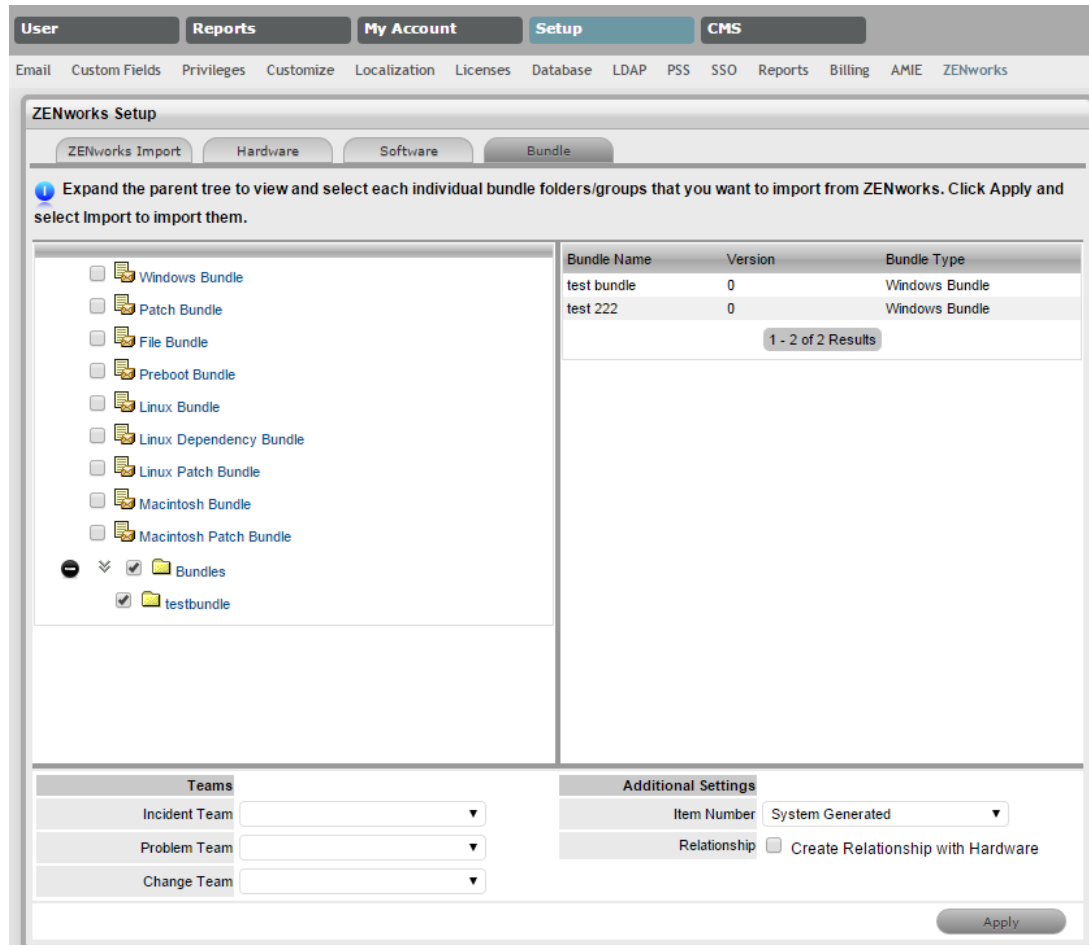 User Reports My Account Setup CMS
Email Custom Fields Privileges Customize Localization Licenses Database LDAP PSS SSO Reports Billing AMIE ZENworks
ZENworks Setup
ZENworks Import Hardware Software Bundle
Expand the parent tree to view and select each individual bundle folders/groups that you want to import from ZENworks. Click Apply and
select Import to import them.
Windows Bundle
Patch Bundle
File Bundle
Preboot Bundle
Linux Bundle
Linux Dependency Bundle
Linux Patch Bundle
Macintosh Bundle
Macintosh Patch Bundle
Bundles
testbundle
Bundle Name Version Bundle Type
test bundle 0 Windows Bundle
test 222 0 Windows Bundle
1 - 2 of 2 Results
Teams
Incident Team
Problem Team
Change Team
Additional Settings
Item Number System Generated
Relationship Create Relationship with Hardware
Apply